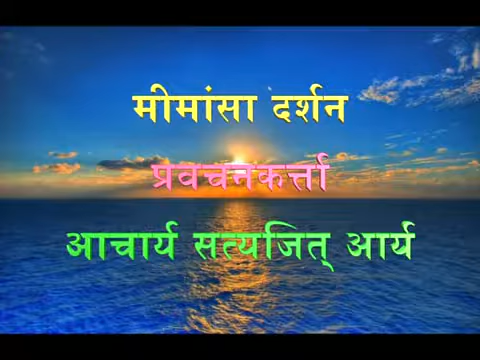 मीमांसा दर्शन
प्रवचनकर्त्ता
आचार्य सत्यजित् आर्य